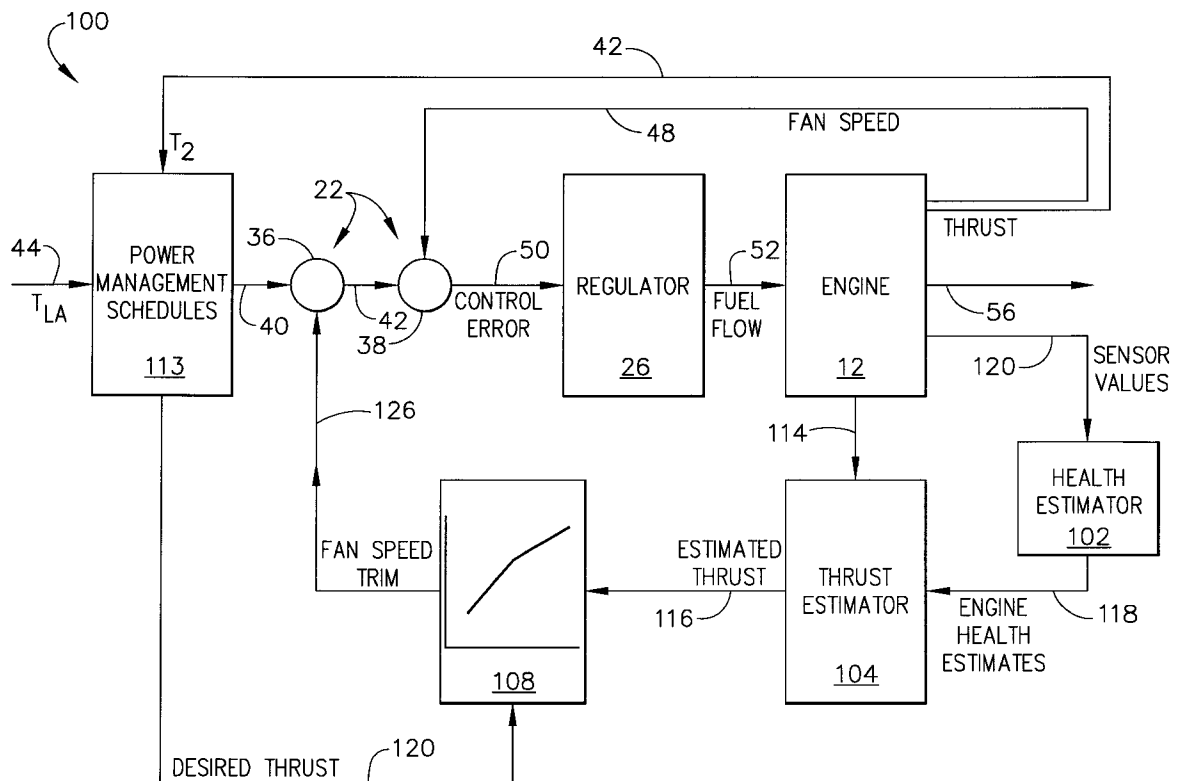 100
42
48
FAN SPEED
T2
THRUST
22
44
TLA
POWER
MANAGEMENT
SCHEDULES
113
36
40
42
38
50
CONTROL
ERROR
REGULATOR
26
52
FUEL
FLOW
ENGINE
12
56
120
SENSOR
VALUES
126
114
HEALTH
ESTIMATOR
102
FAN SPEED
TRIM
108
ESTIMATED
THRUST
116
THRUST
ESTIMATOR
104
118
ENGINE
HEALTH
ESTIMATES
DESIRED THRUST
120